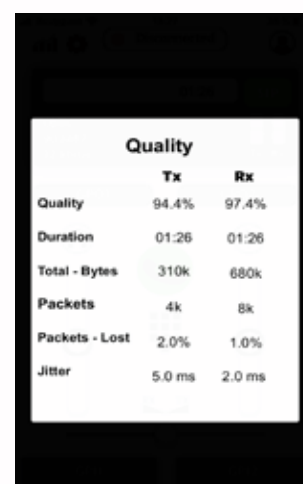 Quality
Tx Rx
Quality 94.4% 97.4%
Duration 01:26 01:26
Total - Bytes 310k 680k
Packets 4k 8k
Packets - Lost 2.0% 1.0%
Jitter 5.0 ms 2.0 ms